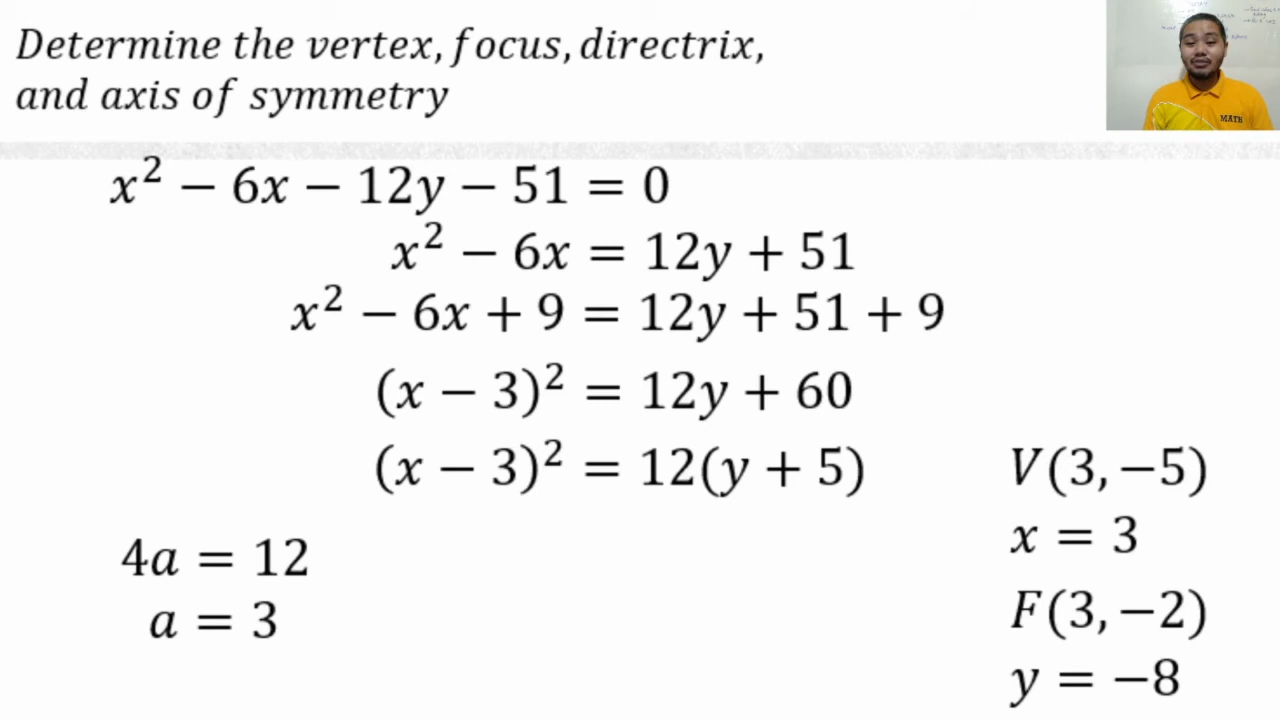 Determine the vertex, focus, directrix,
and axis of symmetry
x² − 6x − 12y − 51 = 0
x² − 6x = 12y + 51
x² − 6x + 9 = 12y + 51 + 9
(x − 3)² = 12y + 60
(x − 3)² = 12(y + 5)
4a = 12
a = 3
V(3, −5)
x = 3
F(3, −2)
y = −8
MATH